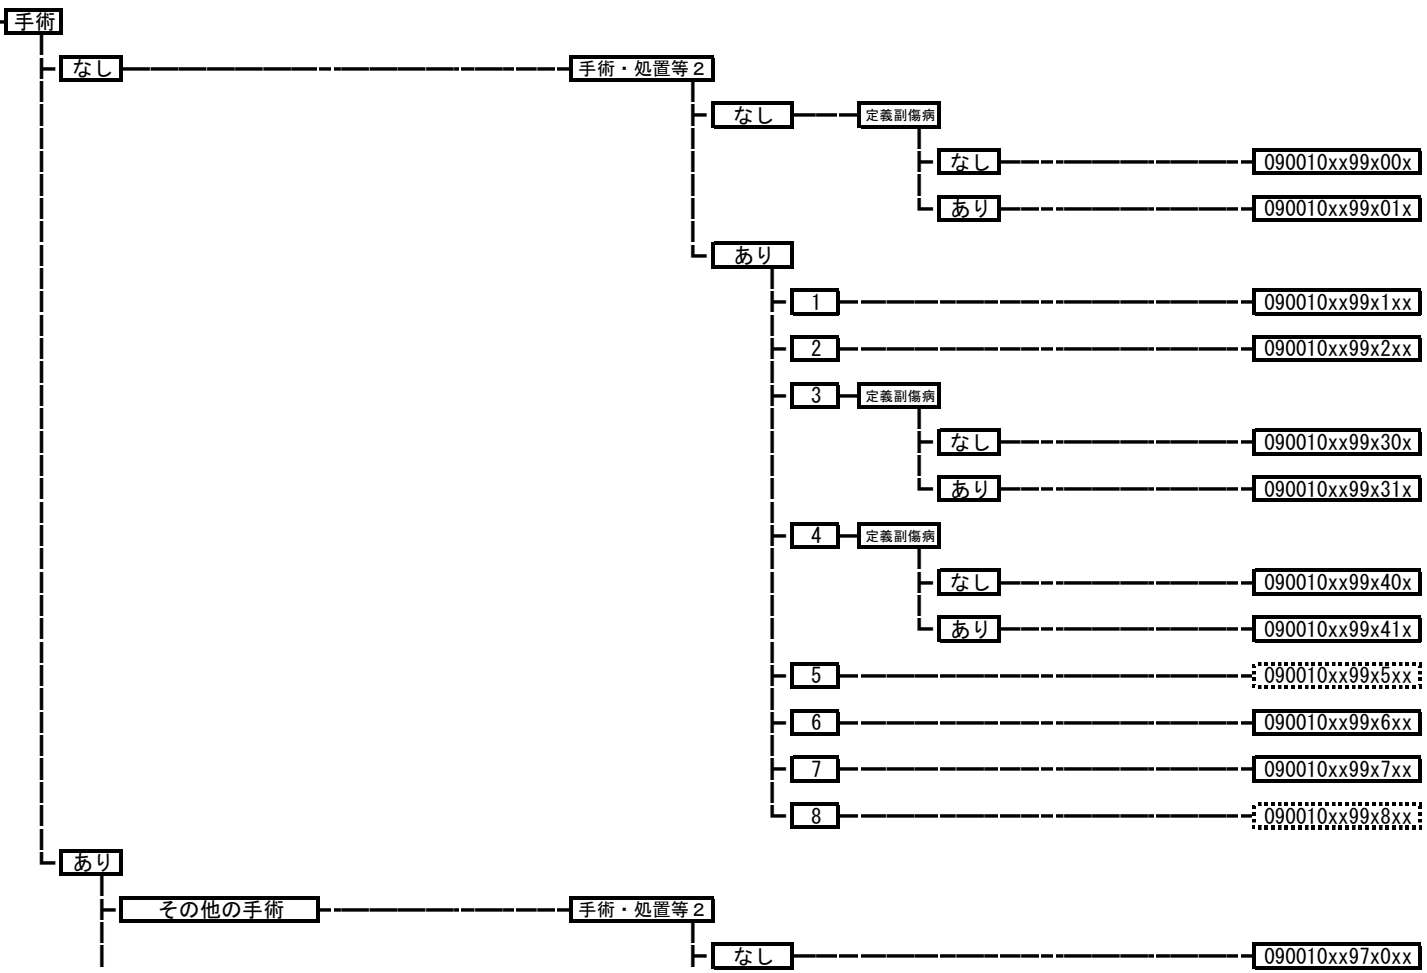 手術
なし 手術・処置等２
なし 定義副傷病
なし 090010xx99x00x
あり 090010xx99x01x
あり
1 090010xx99x1xx
2 090010xx99x2xx
3 定義副傷病
なし 090010xx99x30x
あり 090010xx99x31x
4 定義副傷病
なし 090010xx99x40x
あり 090010xx99x41x
5 090010xx99x5xx
6 090010xx99x6xx
7 090010xx99x7xx
8 090010xx99x8xx
あり
その他の手術 手術・処置等２
なし 090010xx97x0xx